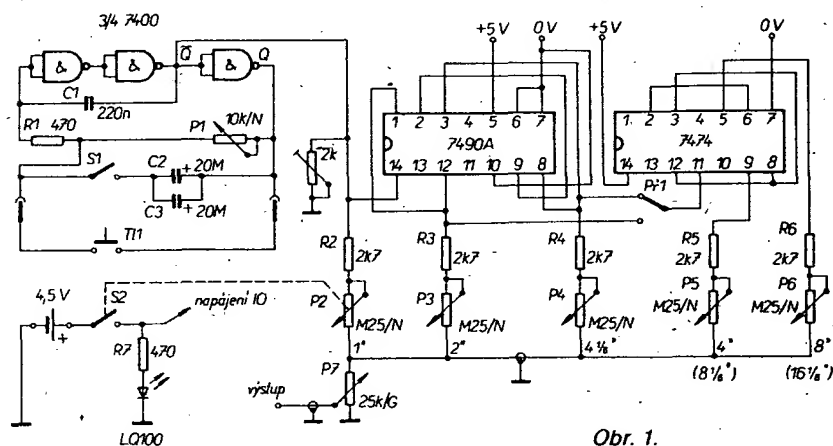 3/4 7400
+5V 0V +5V 0V
& & Q̄ & Q
C1
220n
R1 470
P1
10k/N
S1
C2
+ 20M
C3
+ 20M
Tl1
2k
1 2 3 4 5 6 7
7490A
14 13 12 11 10 9 8
1 2 3 4 5 6 7
7474
14 13 12 11 10 9 8
Př1
R2
2k7
R3
2k7
R4
2k7
R5
2k7
R6
2k7
P2
M25/N
P3
M25/N
P4
M25/N
P5
M25/N
P6
M25/N
1" 2" 4 1/8" 4" 8"
(8 1/8") (16 1/8")
4,5 V
+
S2
napájení IO
R7
470
LQ100
výstup
P7
25k/G
Obr. 1.